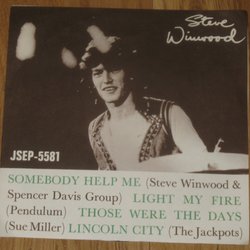 Steve
Winwood
JSEP-5581
SOMEBODY HELP ME (Steve Winwood &
Spencer Davis Group) LIGHT MY FIRE
(Pendulum) THOSE WERE THE DAYS
(Sue Miller) LINCOLN CITY (The Jackpots)